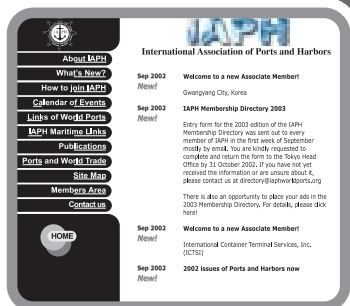 IAPH
International Association of Ports and Harbors
About IAPH
What's New?
How to join IAPH
Calendar of Events
Links of World Ports
IAPH Maritime Links
Publications
Ports and World Trade
Site Map
Members Area
Contact us
HOME
Sep 2002 Welcome to a new Associate Member!
New!
Gwangyang City, Korea
Sep 2002 IAPH Membership Directory 2003
New!
Entry form for the 2003 edition of the IAPH
Membership Directory was sent out to every
member of IAPH in the first week of September
mostly by email. You are kindly requested to
complete and return the form to the Tokyo Head
Office by 31 October 2002. If you have not yet
received the information or are unsure about it,
please contact us at directory@iaphworldports.org
There is also an opportunity to place your ads in the
2003 Membership Directory. For details, please click
here!
Sep 2002 Welcome to a new Associate Member!
New!
International Container Terminal Services, Inc.
(ICTSI)
Sep 2002 2002 issues of Ports and Harbors now
New!